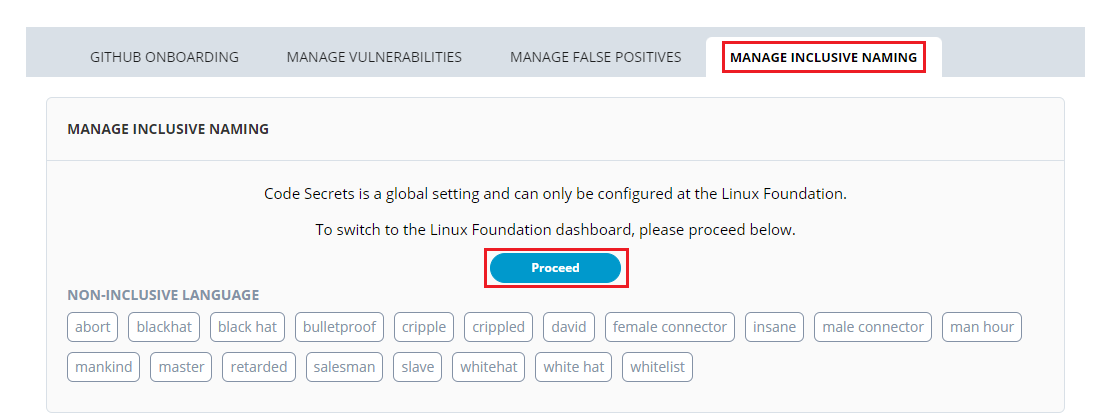 GITHUB ONBOARDING MANAGE VULNERABILITIES MANAGE FALSE POSITIVES MANAGE INCLUSIVE NAMING
MANAGE INCLUSIVE NAMING
Code Secrets is a global setting and can only be configured at the Linux Foundation.
To switch to the Linux Foundation dashboard, please proceed below.
Proceed
NON-INCLUSIVE LANGUAGE
abort blackhat black hat bulletproof cripple crippled david female connector insane male connector man hour
mankind master retarded salesman slave whitehat white hat whitelist